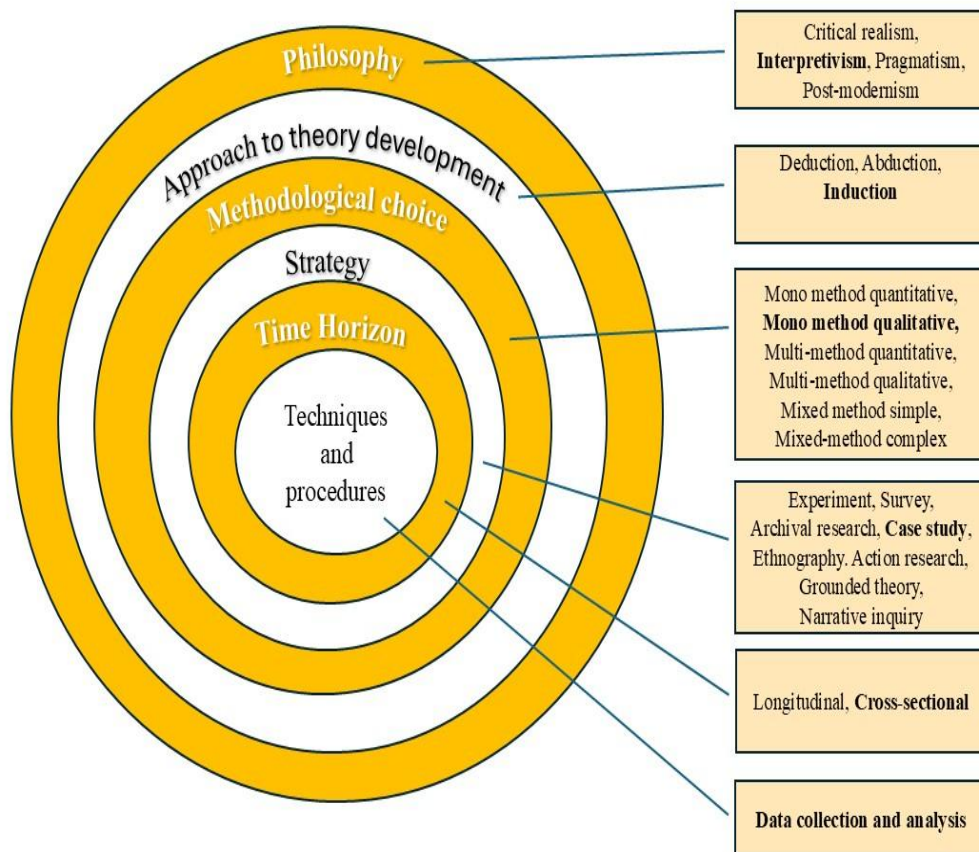 Philosophy
Approach to theory development
Methodological choice
Strategy
Time Horizon
Techniques
and
procedures
Critical realism,
Interpretivism, Pragmatism,
Post-modernism
Deduction, Abduction,
Induction
Mono method quantitative,
Mono method qualitative,
Multi-method quantitative,
Multi-method qualitative,
Mixed method simple,
Mixed-method complex
Experiment, Survey,
Archival research, Case study,
Ethnography. Action research,
Grounded theory,
Narrative inquiry
Longitudinal, Cross-sectional
Data collection and analysis